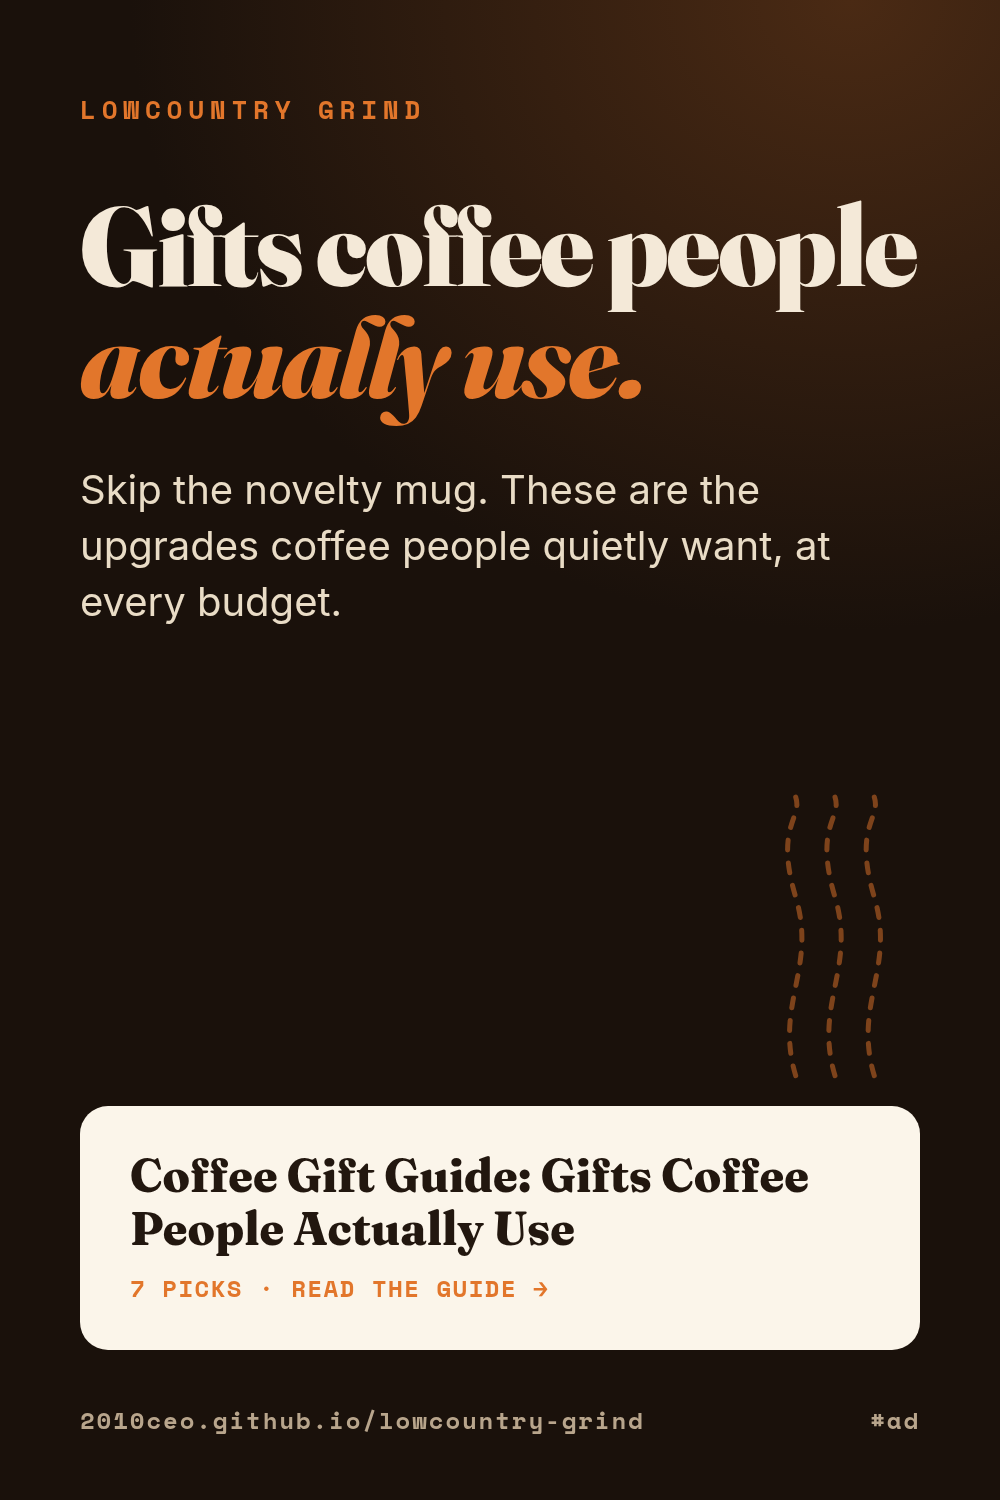 LOWCOUNTRY GRIND
Gifts coffee people
actually use.
Skip the novelty mug. These are the
upgrades coffee people quietly want, at
every budget.
Coffee Gift Guide: Gifts Coffee
People Actually Use
7 PICKS · READ THE GUIDE →
2010ceo.github.io/lowcountry-grind #ad